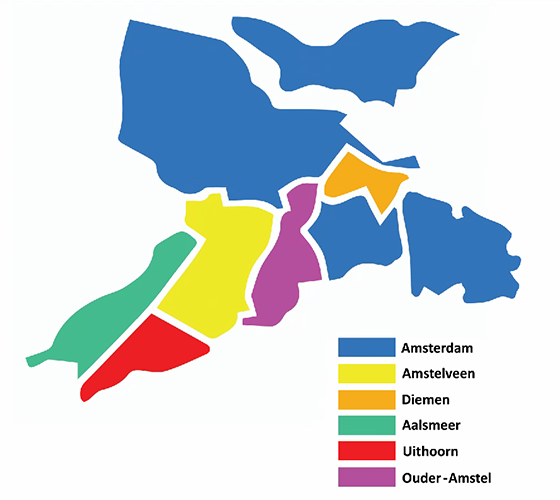 Amsterdam
Amstelveen
Diemen
Aalsmeer
Uithoorn
Ouder-Amstel